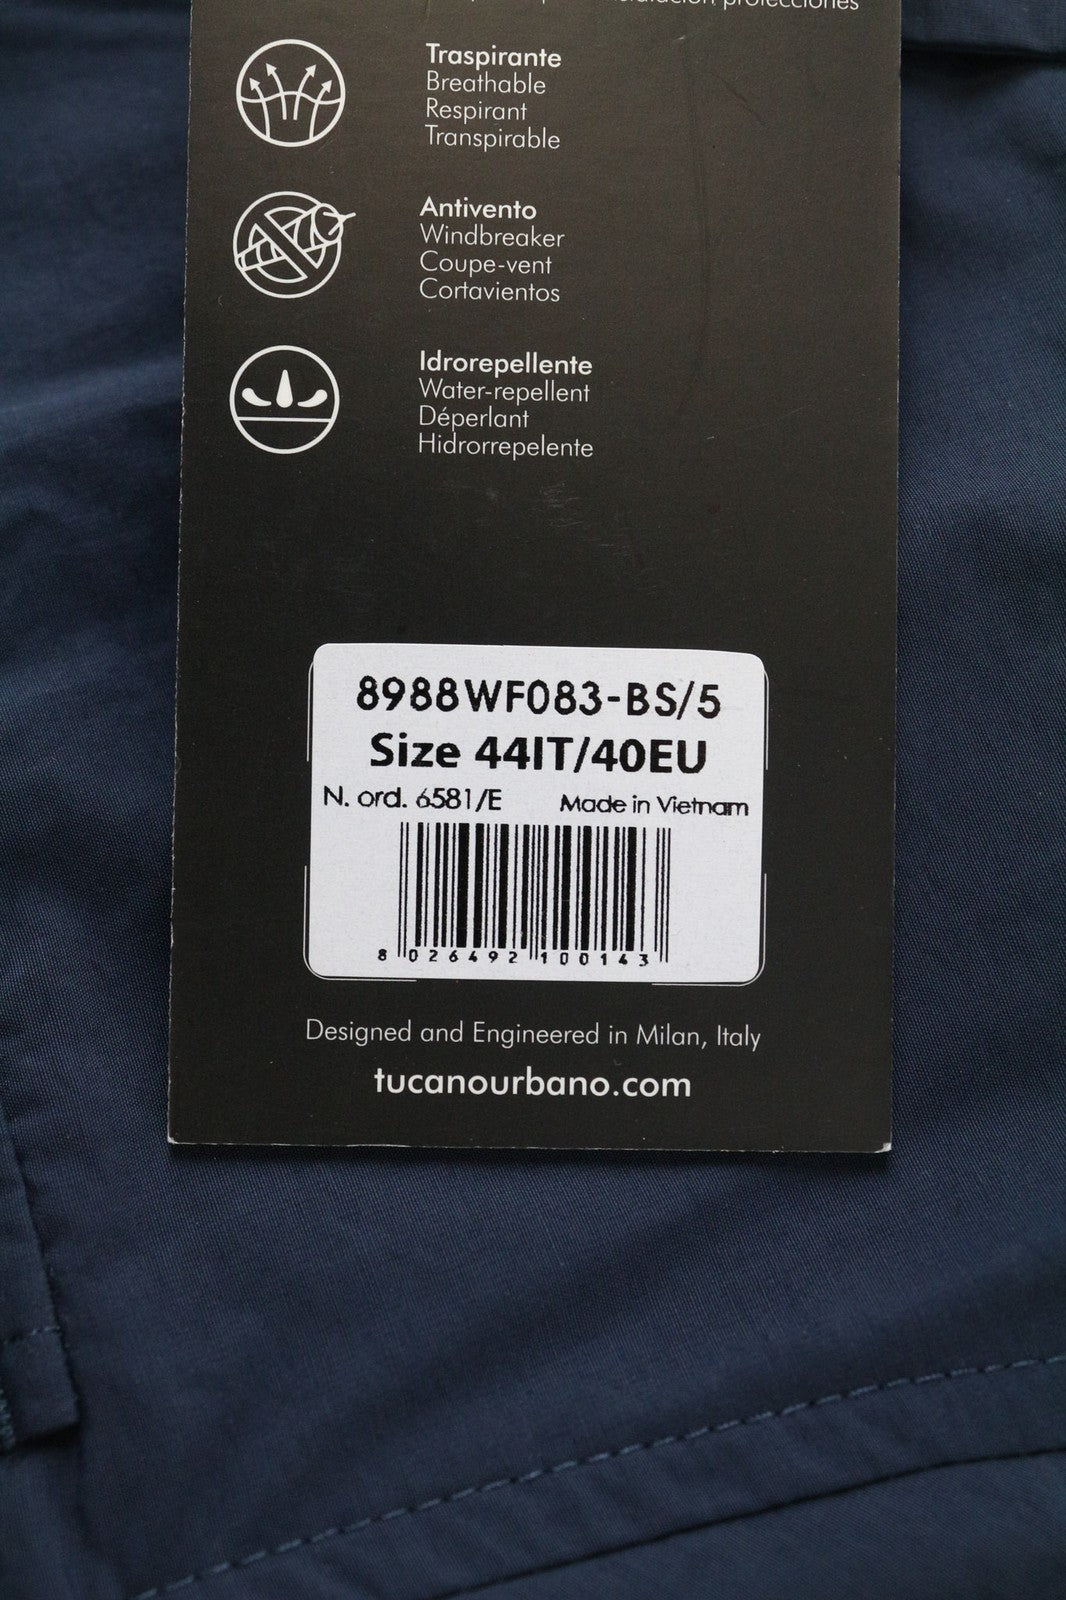 protecciones
Traspirante
Breathable
Respirant
Transpirable
Antivento
Windbreaker
Coupe-vent
Cortavientos
Idrorepellente
Water-repellent
Déperlant
Hidrorrepelente
8988WF083-BS/5
Size 44IT/40EU
N. ord. 6581/E Made in Vietnam
8 026492 100143
Designed and Engineered in Milan, Italy
tucanourbano.com